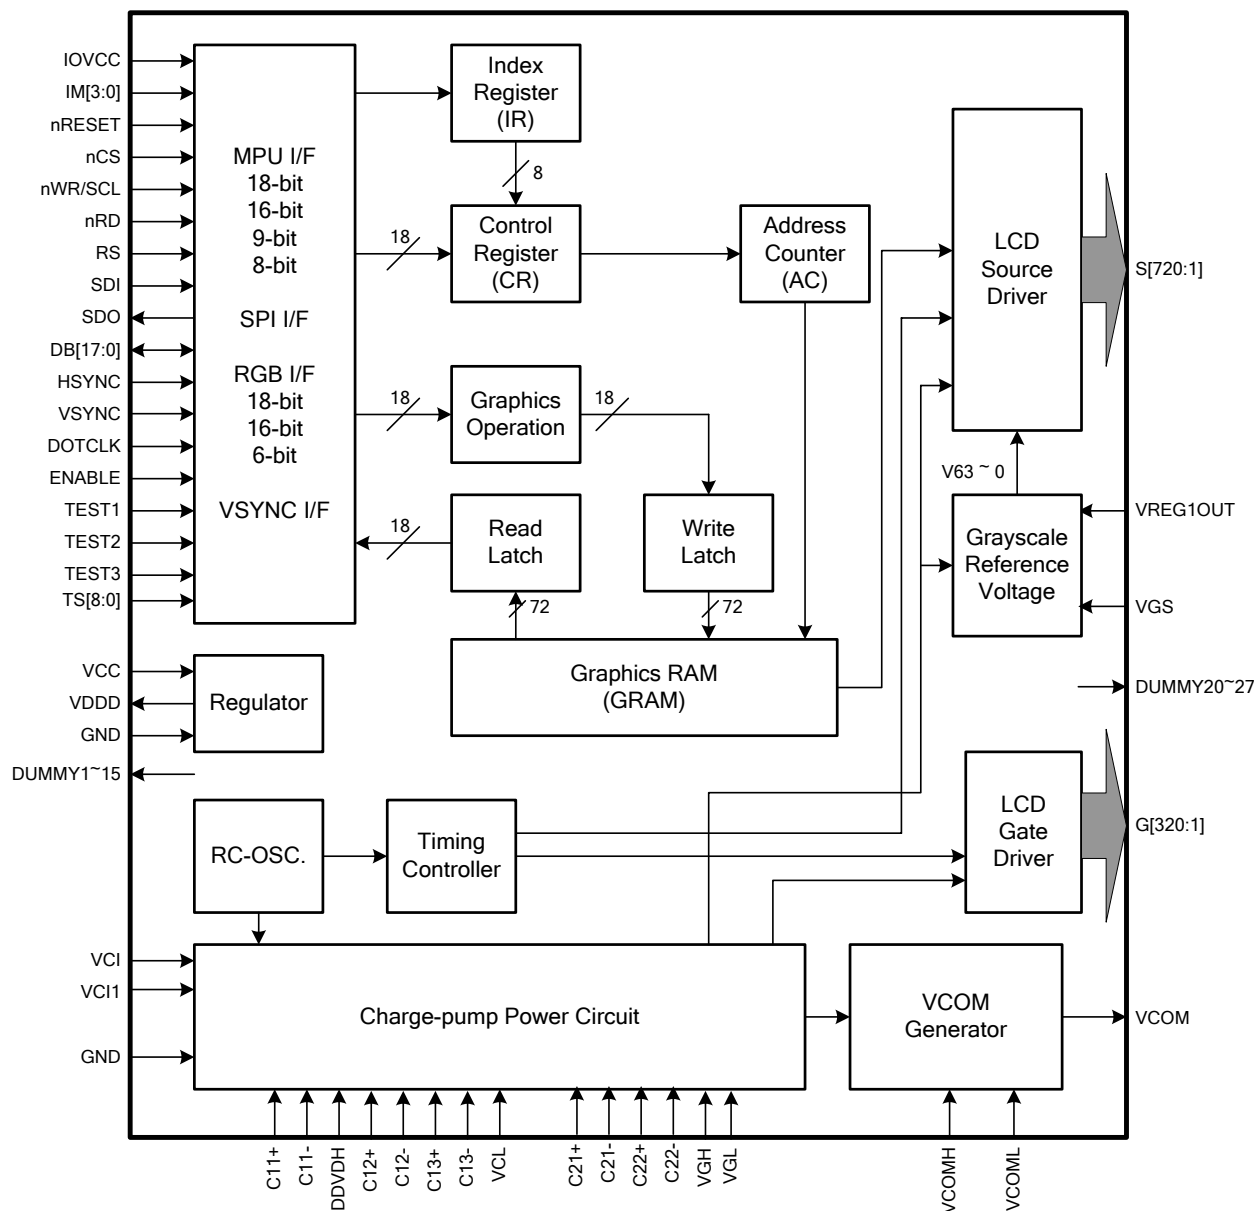 IOVCC
IM[3:0]
nRESET
nCS
nWR/SCL
nRD
RS
SDI
SDO
DB[17:0]
HSYNC
VSYNC
DOTCLK
ENABLE
TEST1
TEST2
TEST3
TS[8:0]
MPU I/F
18-bit
16-bit
9-bit
8-bit
SPI I/F
RGB I/F
18-bit
16-bit
6-bit
VSYNC I/F
Index
Register
(IR)
8
18
Control
Register
(CR)
Address
Counter
(AC)
18
Graphics
Operation
18
18
Read
Latch
Write
Latch
72
72
Graphics RAM
(GRAM)
LCD
Source
Driver
S[720:1]
V63 ~ 0
Grayscale
Reference
Voltage
VREG1OUT
VGS
DUMMY20~27
VCC
VDDD
GND
Regulator
DUMMY1~15
RC-OSC.
Timing
Controller
LCD
Gate
Driver
G[320:1]
VCI
VCI1
GND
Charge-pump Power Circuit
VCOM
Generator
VCOM
C11+
C11-
DDVDH
C12+
C12-
C13+
C13-
VCL
C21+
C21-
C22+
C22-
VGH
VGL
VCOMH
VCOML